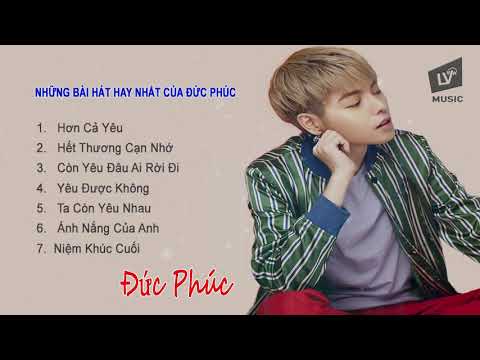 NHỮNG BÀI HÁT HAY NHẤT CỦA ĐỨC PHÚC
1. Hơn Cả Yêu
2. Hết Thương Cạn Nhớ
3. Còn Yêu Đâu Ai Rời Đi
4. Yêu Được Không
5. Ta Còn Yêu Nhau
6. Ánh Nắng Của Anh
7. Niệm Khúc Cuối
Đức Phúc
LV
MUSIC